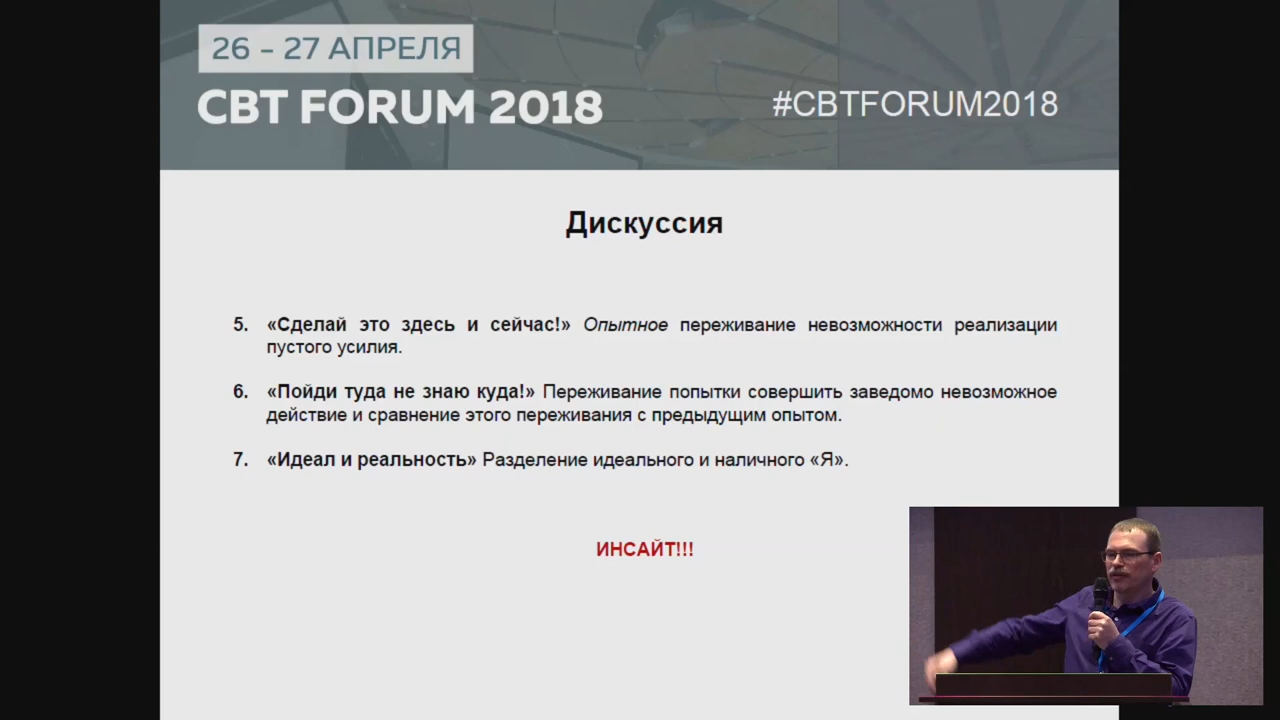 26 – 27 АПРЕЛЯ
CBT FORUM 2018
#CBTFORUM2018
Дискуссия
5. «Сделай это здесь и сейчас!» Опытное переживание невозможности реализации
пустого усилия.
6. «Пойди туда не знаю куда!» Переживание попытки совершить заведомо невозможное
действие и сравнение этого переживания с предыдущим опытом.
7. «Идеал и реальность» Разделение идеального и наличного «Я».
ИНСАЙТ!!!